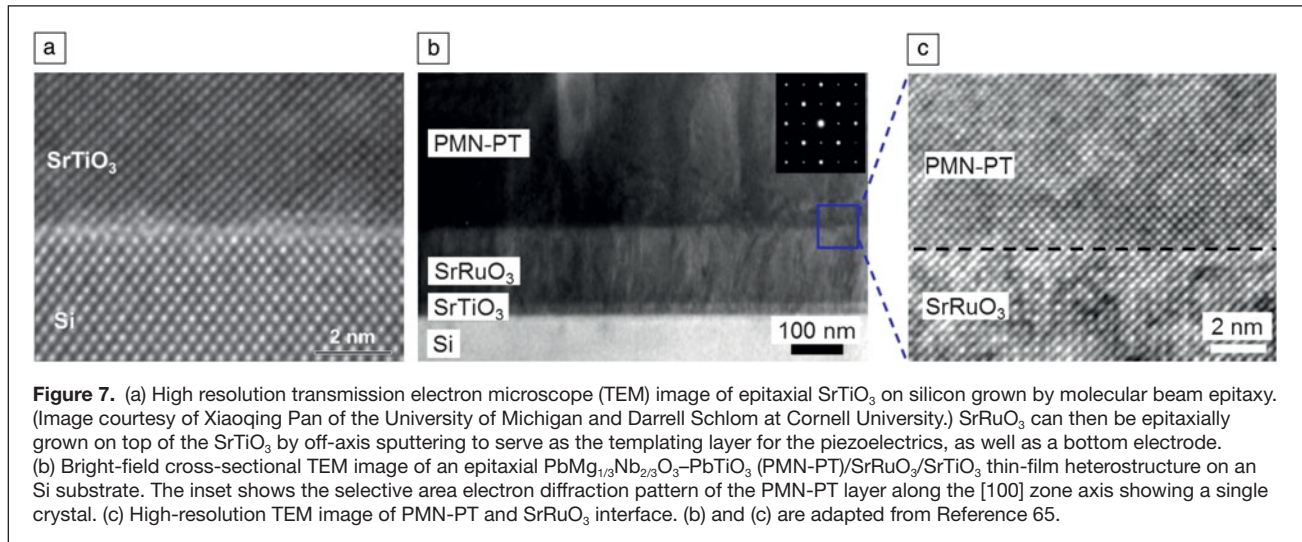 a
b
c
SrTiO₃
Si
2 nm
PMN-PT
SrRuO₃
SrTiO₃
Si
100 nm
PMN-PT
SrRuO₃
2 nm
Figure 7. (a) High resolution transmission electron microscope (TEM) image of epitaxial SrTiO₃ on silicon grown by molecular beam epitaxy.
(Image courtesy of Xiaoqing Pan of the University of Michigan and Darrell Schlom at Cornell University.) SrRuO₃ can then be epitaxially
grown on top of the SrTiO₃ by off-axis sputtering to serve as the templating layer for the piezoelectrics, as well as a bottom electrode.
(b) Bright-field cross-sectional TEM image of an epitaxial PbMg₁/₃Nb₂/₃O₃–PbTiO₃ (PMN-PT)/SrRuO₃/SrTiO₃ thin-film heterostructure on an
Si substrate. The inset shows the selective area electron diffraction pattern of the PMN-PT layer along the [100] zone axis showing a single
crystal. (c) High-resolution TEM image of PMN-PT and SrRuO₃ interface. (b) and (c) are adapted from Reference 65.